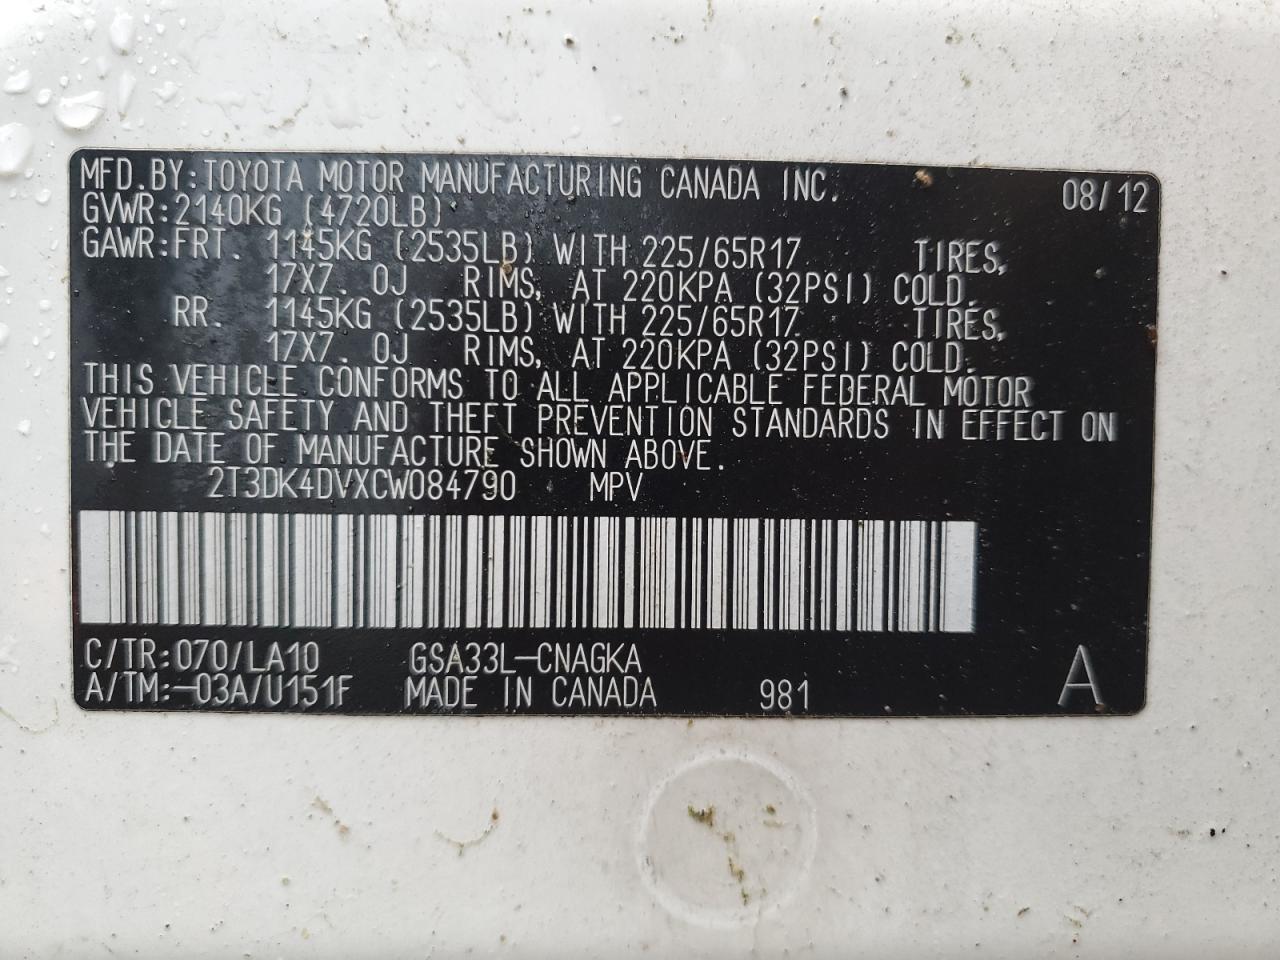 MFD.BY:TOYOTA MOTOR MANUFACTURING CANADA INC. 08/12
GVWR:2140KG (4720LB)
GAWR:FRT. 1145KG (2535LB) WITH 225/65R17 TIRES,
17X7. 0J RIMS, AT 220KPA (32PSI) COLD.
RR. 1145KG (2535LB) WITH 225/65R17 TIRES,
17X7. 0J RIMS, AT 220KPA (32PSI) COLD.
THIS VEHICLE CONFORMS TO ALL APPLICABLE FEDERAL MOTOR
VEHICLE SAFETY AND THEFT PREVENTION STANDARDS IN EFFECT ON
THE DATE OF MANUFACTURE SHOWN ABOVE.
2T3DK4DVXCW084790 MPV
C/TR:070/LA10 GSA33L-CNAGKA
A/TM:-03A/U151F MADE IN CANADA 981 A